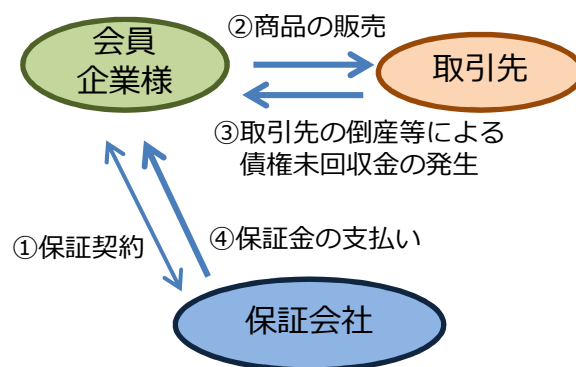 会員
企業様
②商品の販売
取引先
③取引先の倒産等による
債権未回収金の発生
①保証契約
④保証金の支払い
保証会社